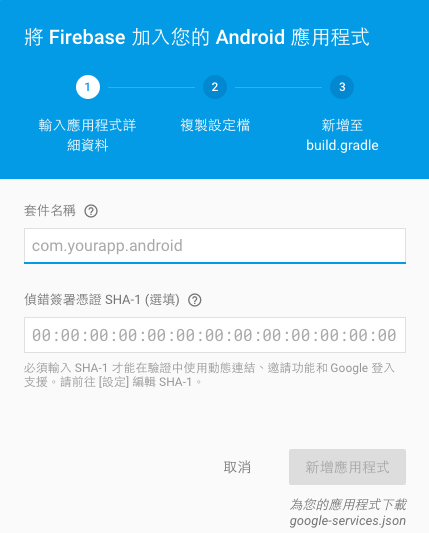 將 Firebase 加入您的 Android 應用程式
1
2
3
輸入應用程式詳
細資料
複製設定檔
新增至
build.gradle
套件名稱 ?
com.yourapp.android
偵錯簽署憑證 SHA-1 (選填) ?
00:00:00:00:00:00:00:00:00:00:00:00:00
必須輸入 SHA-1 才能在驗證中使用動態連結、邀請功能和 Google 登入
支援。請前往 [設定] 編輯 SHA-1。
取消
新增應用程式
為您的應用程式下載
google-services.json